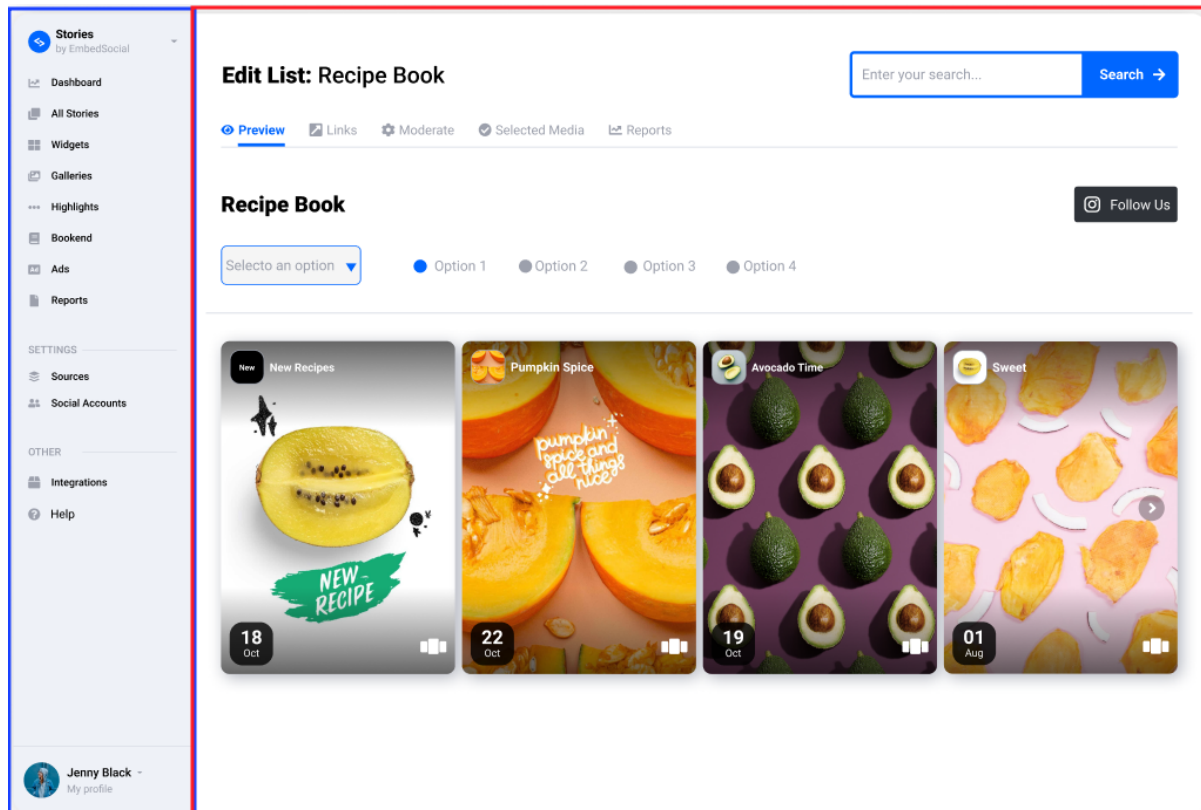 Stories
by EmbedSocial
Dashboard
All Stories
Widgets
Galleries
Highlights
Bookend
Ads
Reports
SETTINGS
Sources
Social Accounts
OTHER
Integrations
Help
Jenny Black
My profile
Edit List: Recipe Book
Enter your search...
Search
Preview
Links
Moderate
Selected Media
Reports
Recipe Book
Follow Us
Selecto an option
Option 1
Option 2
Option 3
Option 4
New
New Recipes
NEW
RECIPE
18
Oct
Pumpkin Spice
pumpkin
spice and
all things
nice
22
Oct
Avocado Time
19
Oct
Sweet
01
Aug